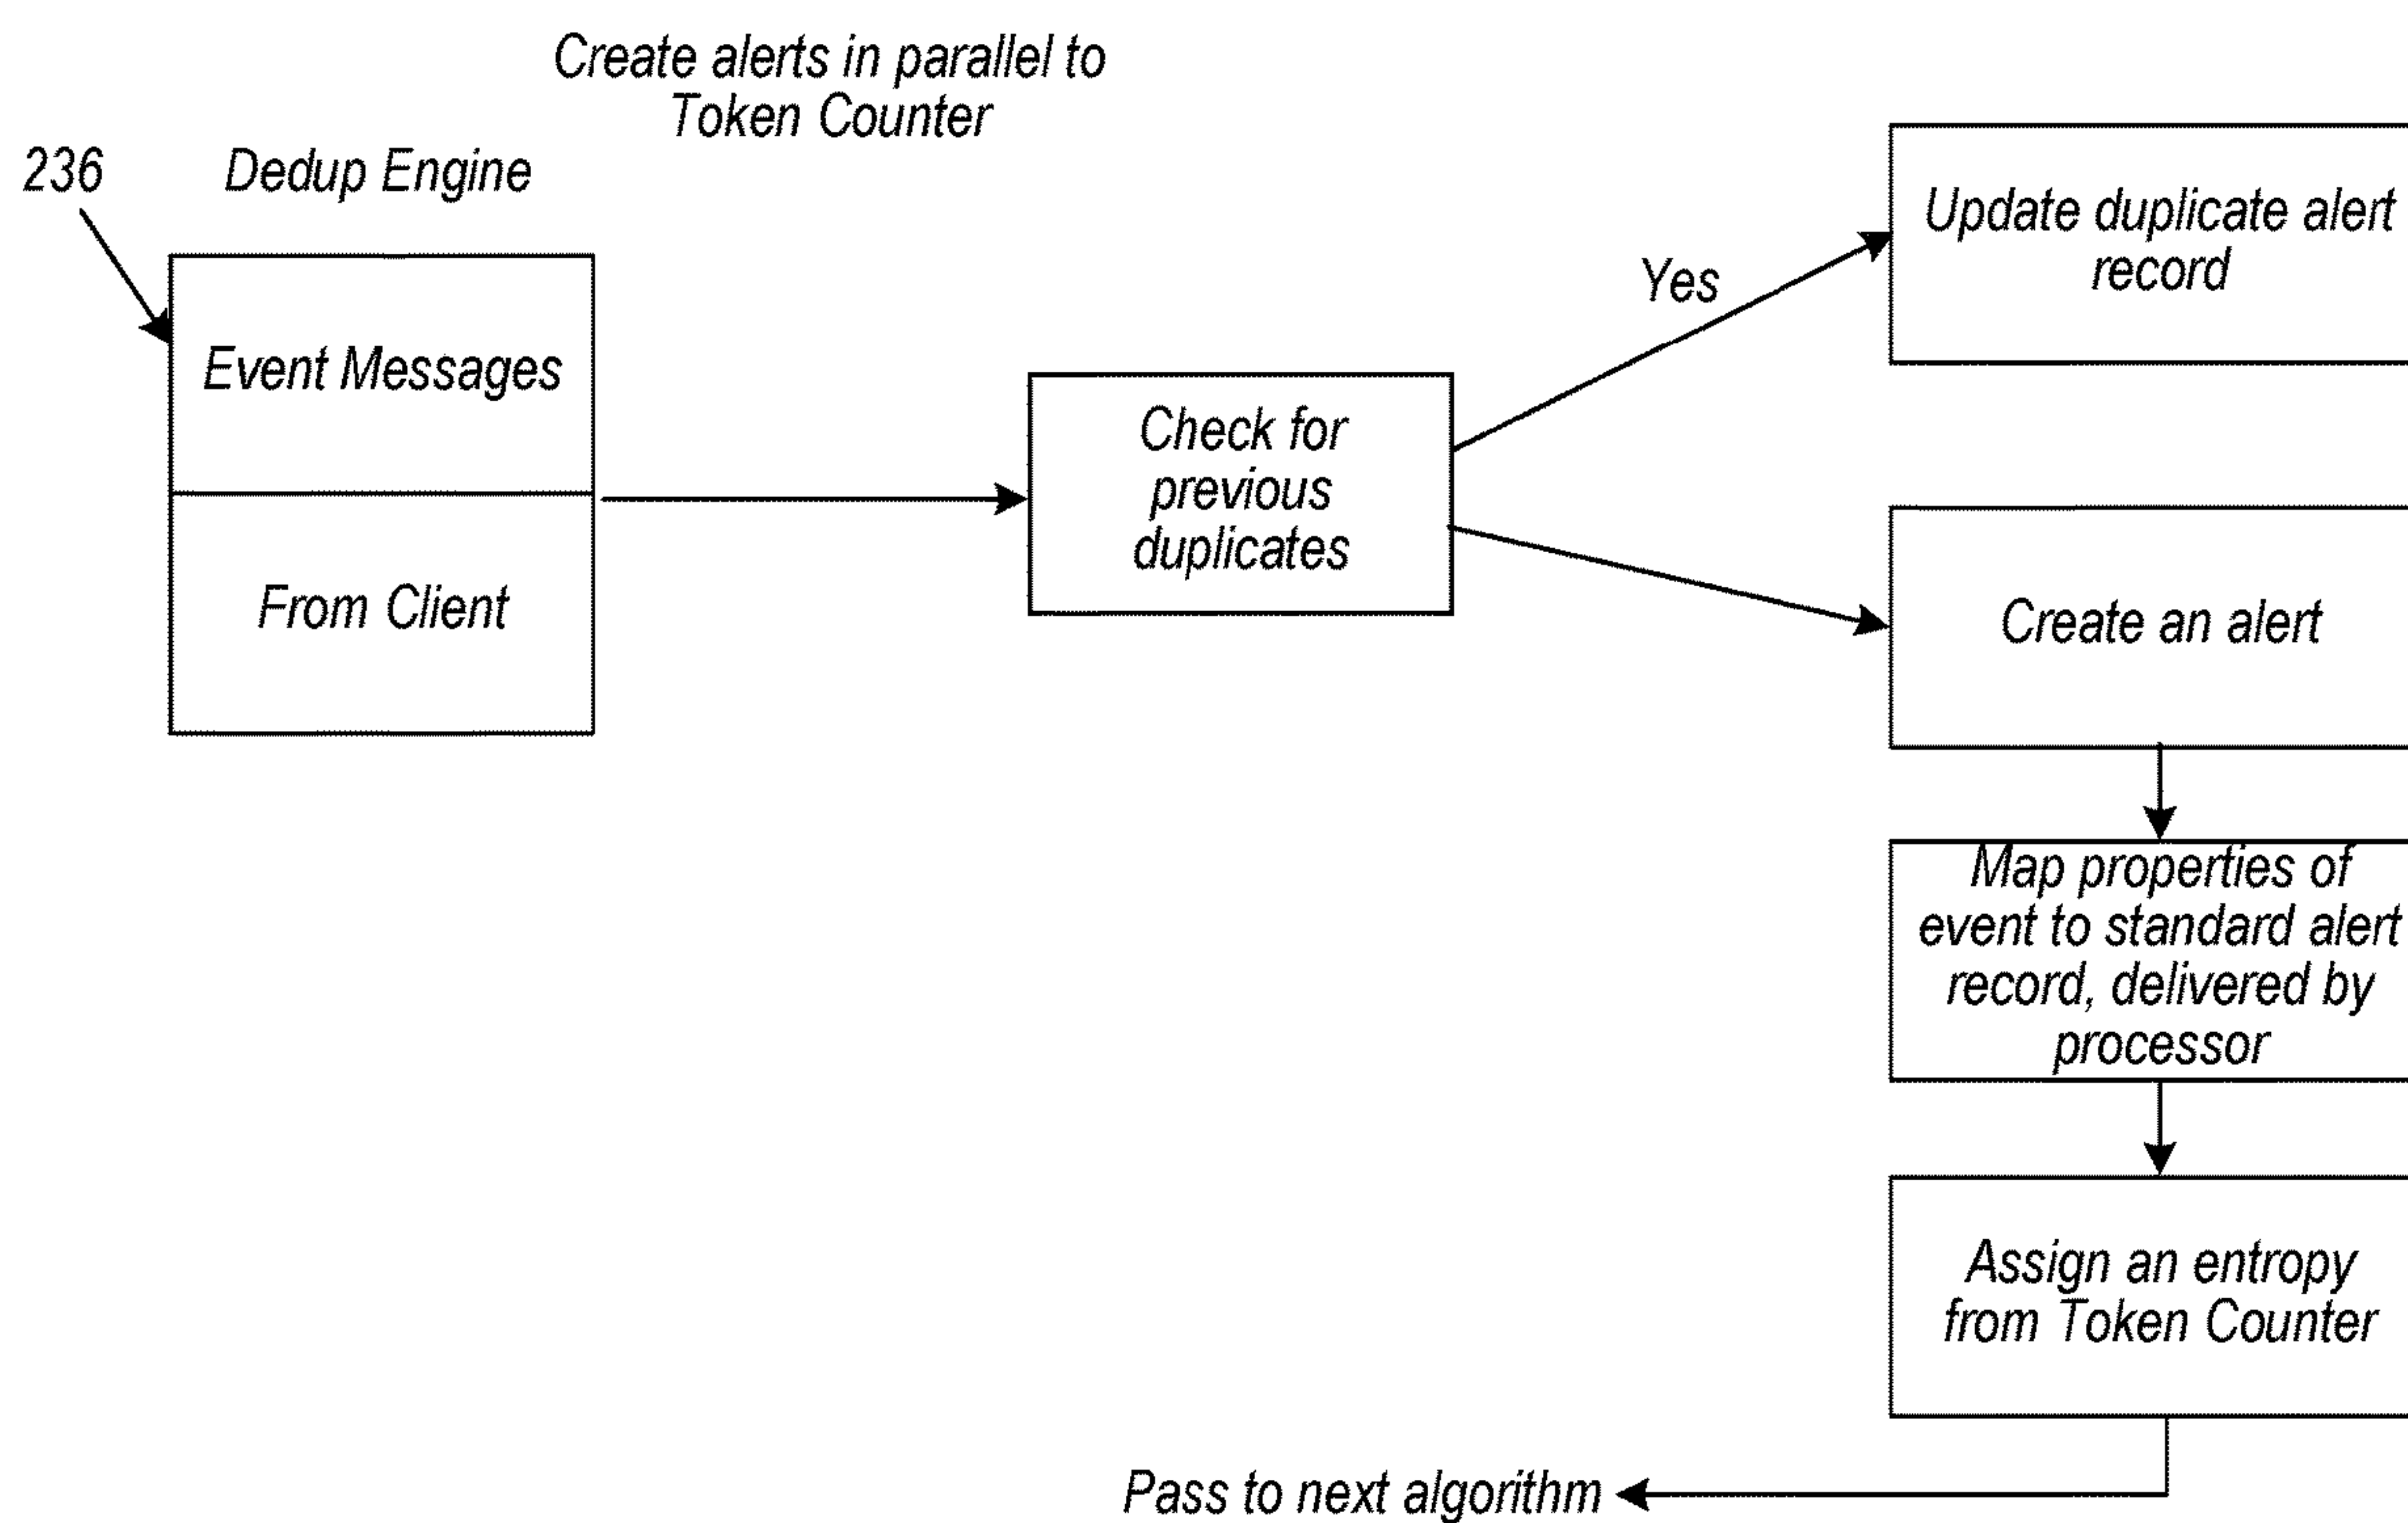 Create alerts in parallel to
Token Counter
236
Dedup Engine
Event Messages
From Client
Check for
previous
duplicates
Yes
Update duplicate alert
record
Create an alert
Map properties of
event to standard alert
record, delivered by
processor
Assign an entropy
from Token Counter
Pass to next algorithm